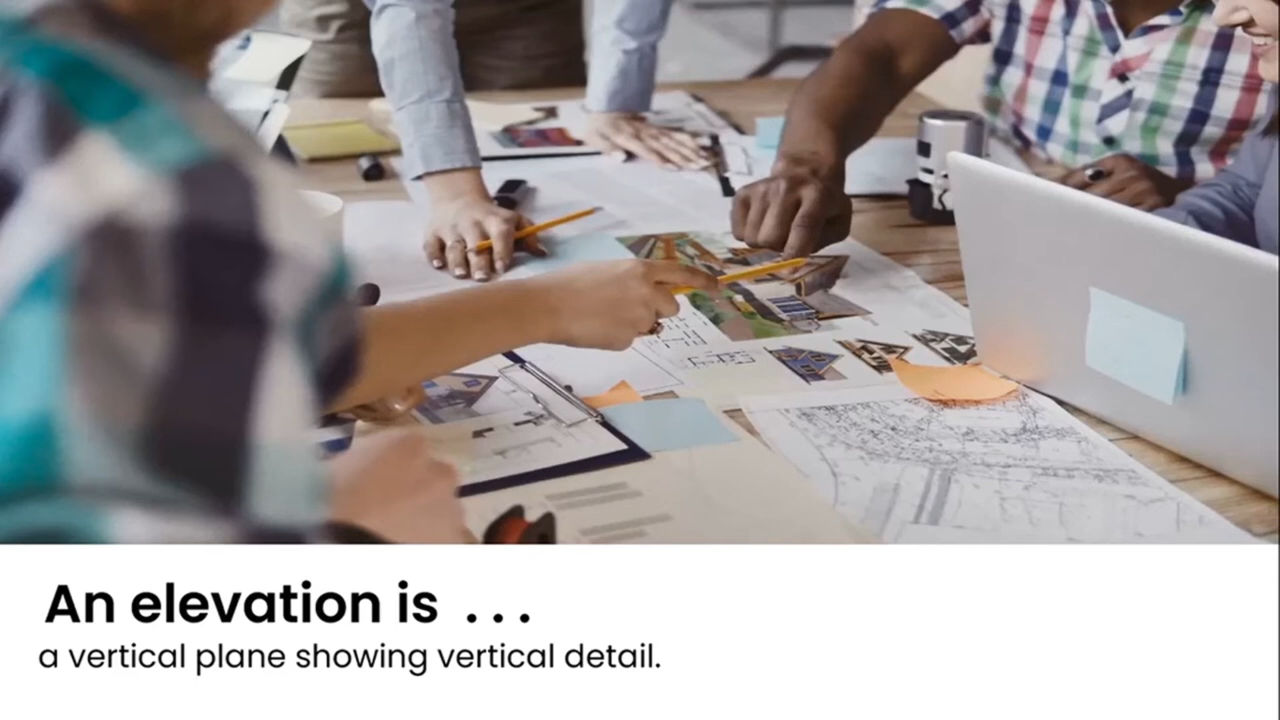 An elevation is ...
a vertical plane showing vertical detail.